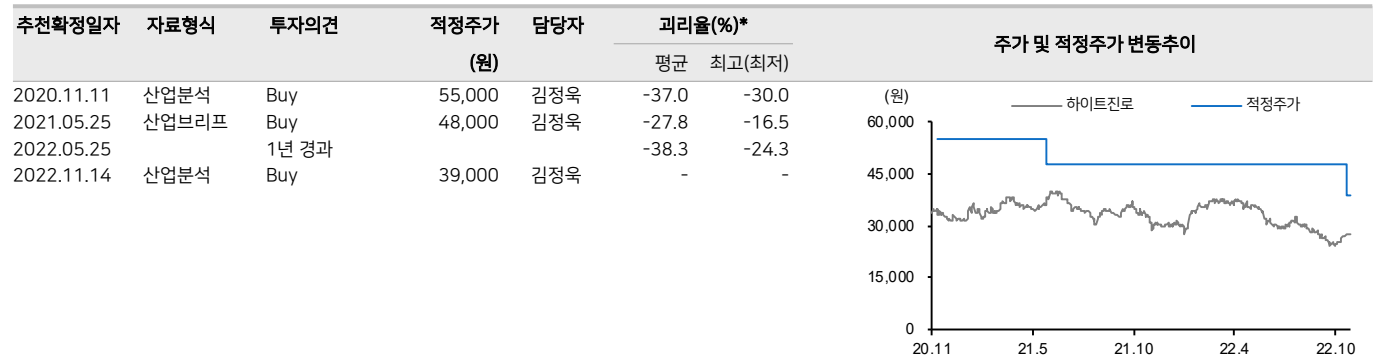 추천확정일자 자료형식 투자의견 적정주가 담당자 괴리율(%)*
(원) 평균 최고(최저)
2020.11.11 산업분석 Buy 55,000 김정욱 -37.0 -30.0
2021.05.25 산업브리프 Buy 48,000 김정욱 -27.8 -16.5
2022.05.25 1년 경과 -38.3 -24.3
2022.11.14 산업분석 Buy 39,000 김정욱 - -
주가 및 적정주가 변동추이
(원) 하이트진로 적정주가
60,000
45,000
30,000
15,000
0
20.11 21.5 21.10 22.4 22.10